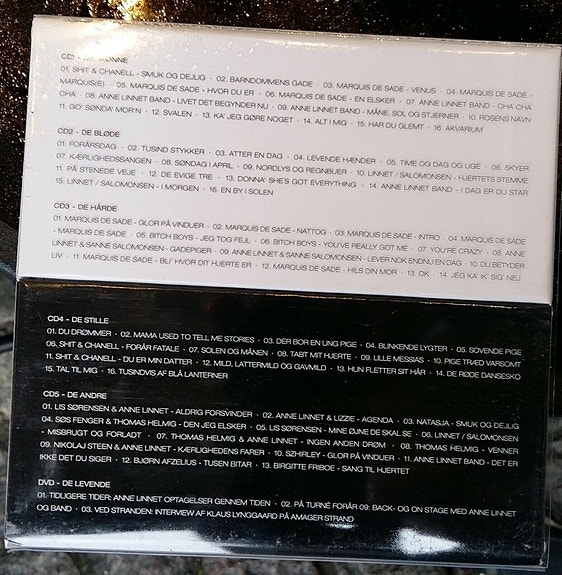 CD1 - DE SKØNNE
01. SHIT & CHANELL - SMUK OG DEJLIG · 02. BARNDOMMENS GADE · 03. MARQUIS DE SADE - VENUS · 04. MARQUIS DE SADE -
MARQUIS(E) · 05. MARQUIS DE SADE - HVOR DU ER · 06. MARQUIS DE SADE - EN ELSKER · 07. ANNE LINNET BAND - CHA CHA
CHA · 08. ANNE LINNET BAND - LIVET DET BEGYNDER NU · 09. ANNE LINNET BAND - MÅNE, SOL OG STJERNER · 10. ROSENS NAVN
11. GO' SØNDA' MOR'N · 12. SVALEN · 13. KA' JEG GØRE NOGET · 14. ALT I MIG · 15. HAR DU GLEMT · 16. AKVARIUM
CD2 - DE BLØDE
01. FORÅRSDAG · 02. TUSIND STYKKER · 03. ATTER EN DAG · 04. LEVENDE HÆNDER · 05. TIME OG DAG OG UGE · 06. SKYER
07. KÆRLIGHEDSSANGEN · 08. SØNDAG I APRIL · 09. NORDLYS OG REGNBUER · 10. LINNET / SALOMONSEN - HJERTETS STEMME
11. PÅ STENEDE VEJE · 12. DE EVIGE TRE · 13. DONNA' SHE'S GOT EVERYTHING · 14. ANNE LINNET BAND - I DAG ER DU STAR
15. LINNET / SALOMONSEN - I MORGEN · 16. EN BY I SOLEN
CD3 - DE HÅRDE
01. MARQUIS DE SADE - GLOR PÅ VINDUER · 02. MARQUIS DE SADE - NATTOG · 03. MARQUIS DE SADE - INTRO · 04. MARQUIS DE SADE
- MARQUIS DE SADE · 05. BITCH BOYS - JEG TOG FEJL · 06. BITCH BOYS - YOU'VE REALLY GOT ME · 07. YOU'RE CRAZY · 08. ANNE
LINNET & SANNE SALOMONSEN - GADEPIGER · 09. ANNE LINNET & SANNE SALOMONSEN - LEVER NOK ENDNU EN DAG · 10. DU BETYDER
LIV · 11. MARQUIS DE SADE - BLI' HVOR DIT HJERTE ER · 12. MARQUIS DE SADE - HILS DIN MOR · 13. OK · 14. JEG KA' IK' SIG' NEJ
CD4 - DE STILLE
01. DU DRØMMER · 02. MAMA USED TO TELL ME STORIES · 03. DER BOR EN UNG PIGE · 04. BLINKENDE LYGTER · 05. SOVENDE PIGE
06. SHIT & CHANELL - FORÅR FATALE · 07. SOLEN OG MÅNEN · 08. TABT MIT HJERTE · 09. LILLE MESSIAS · 10. PIGE TRÆD VARSOMT
11. SHIT & CHANELL - DU ER MIN DATTER · 12. MILD, LATTERMILD OG GAVMILD · 13. HUN FLETTER SIT HÅR · 14. DE RØDE DANSESKO
15. TAL TIL MIG · 16. TUSINDVIS AF BLÅ LANTERNER
CD5 - DE ANDRE
01. LIS SØRENSEN & ANNE LINNET - ALDRIG FORSVINDER · 02. ANNE LINNET & LIZZIE - AGENDA · 03. NATASJA - SMUK OG DEJLIG
04. SØS FENGER & THOMAS HELMIG - DEN JEG ELSKER · 05. LIS SØRENSEN - MINE ØJNE DE SKAL SE · 06. LINNET / SALOMONSEN
- MISBRUGT OG FORLADT · 07. THOMAS HELMIG & ANNE LINNET - INGEN ANDEN DRØM · 08. THOMAS HELMIG - VENNER
09. NIKOLAJ STEEN & ANNE LINNET - KÆRLIGHEDENS FARER · 10. SZHIRLEY - GLOR PÅ VINDUER · 11. ANNE LINNET BAND - DET ER
IKKE DET DU SIGER · 12. BJØRN AFZELIUS - TUSEN BITAR · 13. BIRGITTE FRIBOE - SANG TIL HJERTET
DVD - DE LEVENDE
01. TIDLIGERE TIDER: ANNE LINNET OPTAGELSER GENNEM TIDEN · 02. PÅ TURNÉ FORÅR 09: BACK- OG ON STAGE MED ANNE LINNET
OG BAND · 03. VED STRANDEN: INTERVIEW AF KLAUS LYNGGAARD PÅ AMAGER STRAND